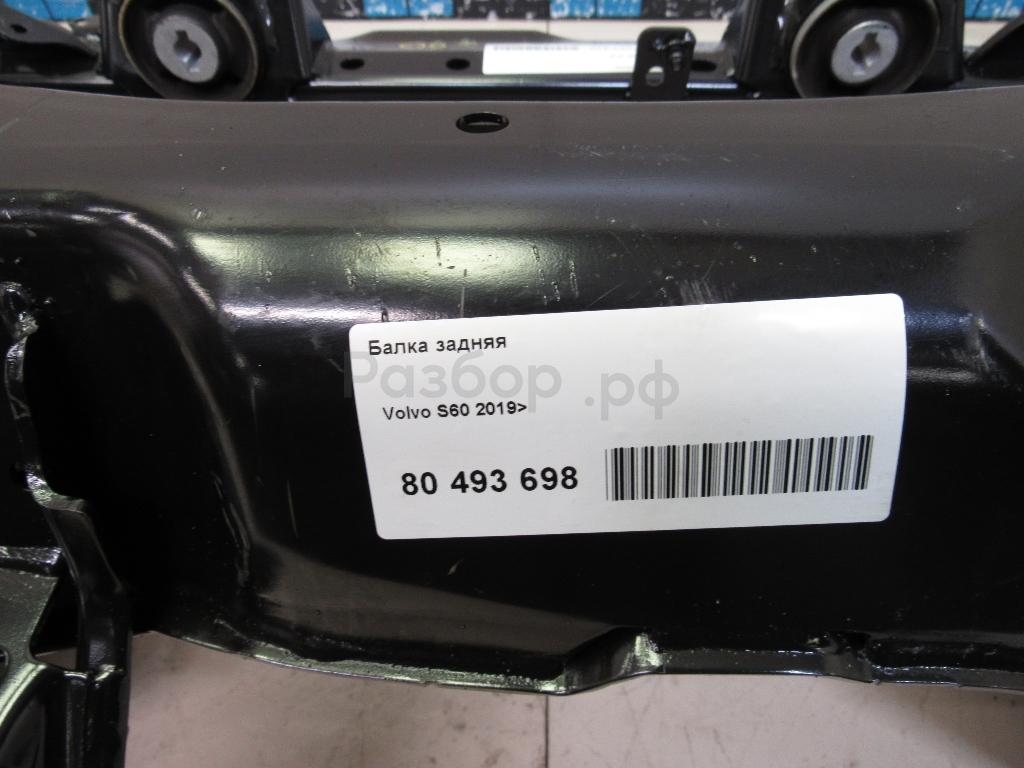 Балка задняя
Разбор.рф
Volvo S60 2019>
80 493 698